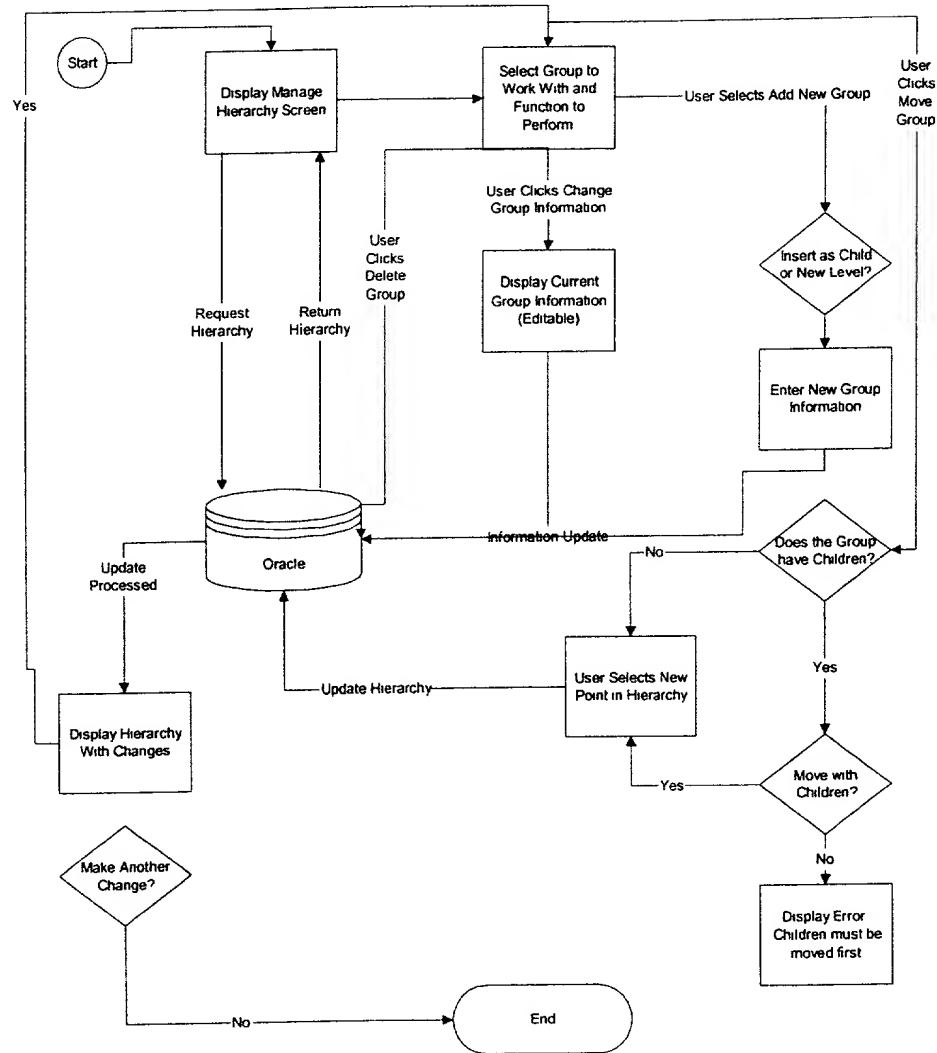 Start
Yes
Display Manage
Hierarchy Screen
Select Group to
Work With and
Function to
Perform
User Selects Add New Group
User
Clicks
Move
Group
User Clicks Change
Group Information
User
Clicks
Delete
Group
Insert as Child
or New Level?
Display Current
Group Information
(Editable)
Request
Hierarchy
Return
Hierarchy
Enter New Group
Information
Information Update
Oracle
Does the Group
have Children?
No
Update
Processed
Yes
Update Hierarchy
User Selects New
Point in Hierarchy
Display Hierarchy
With Changes
Yes
Move with
Children?
Make Another
Change?
No
Display Error
Children must be
moved first
No
End